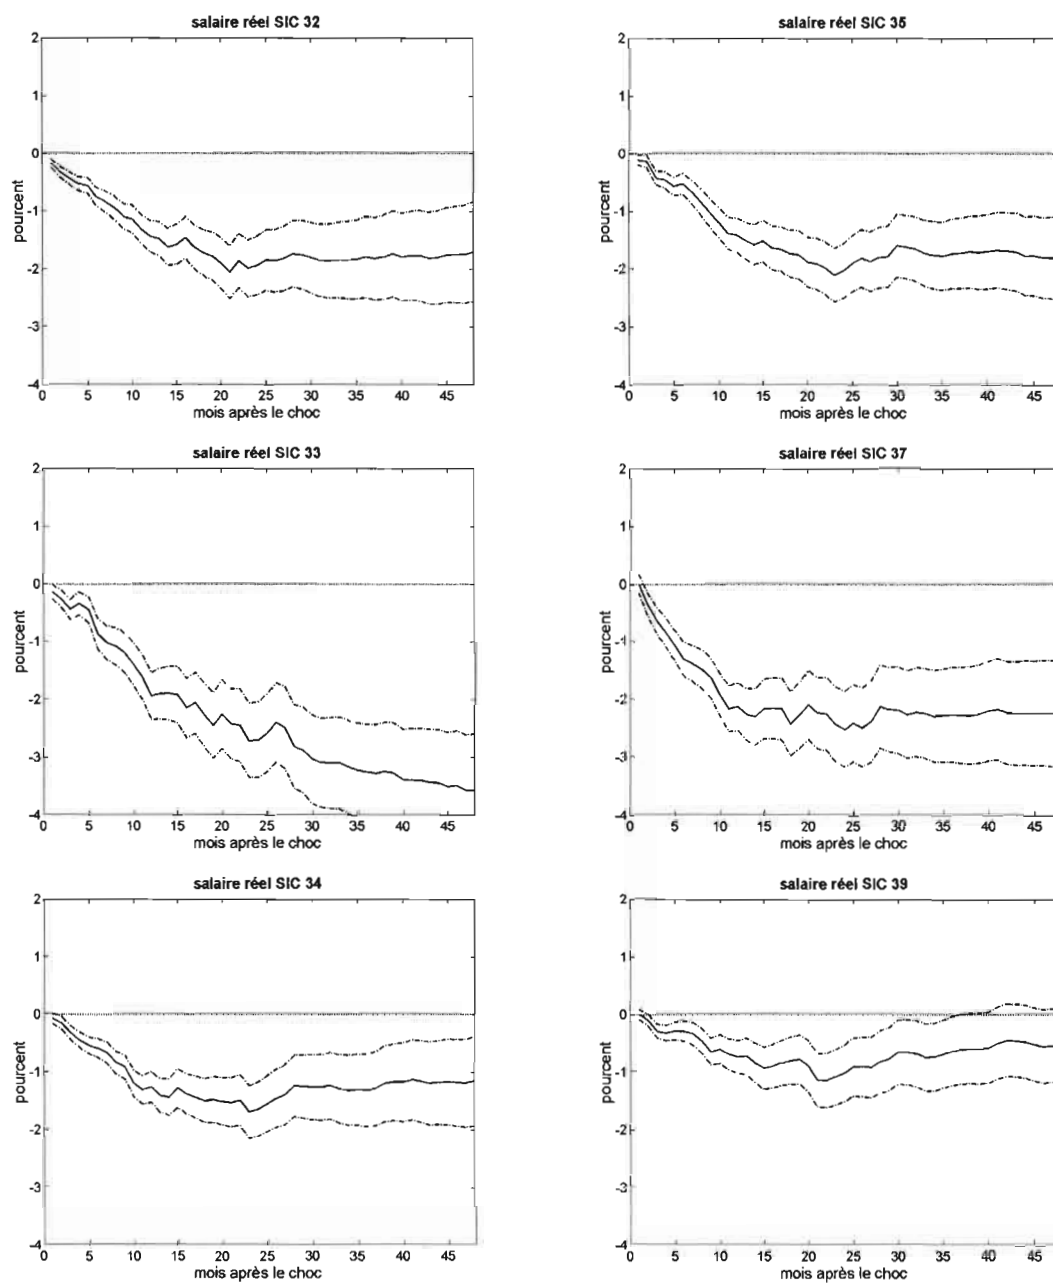 salaire réel SIC 32
2
1
0
-1
-2
-3
-4
pourcent
0 5 10 15 20 25 30 35 40 45
mois après le choc
salaire réel SIC 35
2
1
0
-1
-2
-3
-4
pourcent
0 5 10 15 20 25 30 35 40 45
mois après le choc
salaire réel SIC 33
2
1
0
-1
-2
-3
-4
pourcent
0 5 10 15 20 25 30 35 40 45
mois après le choc
salaire réel SIC 37
2
1
0
-1
-2
-3
-4
pourcent
0 5 10 15 20 25 30 35 40 45
mois après le choc
salaire réel SIC 34
2
1
0
-1
-2
-3
-4
pourcent
0 5 10 15 20 25 30 35 40 45
mois après le choc
salaire réel SIC 39
2
1
0
-1
-2
-3
-4
pourcent
0 5 10 15 20 25 30 35 40 45
mois après le choc